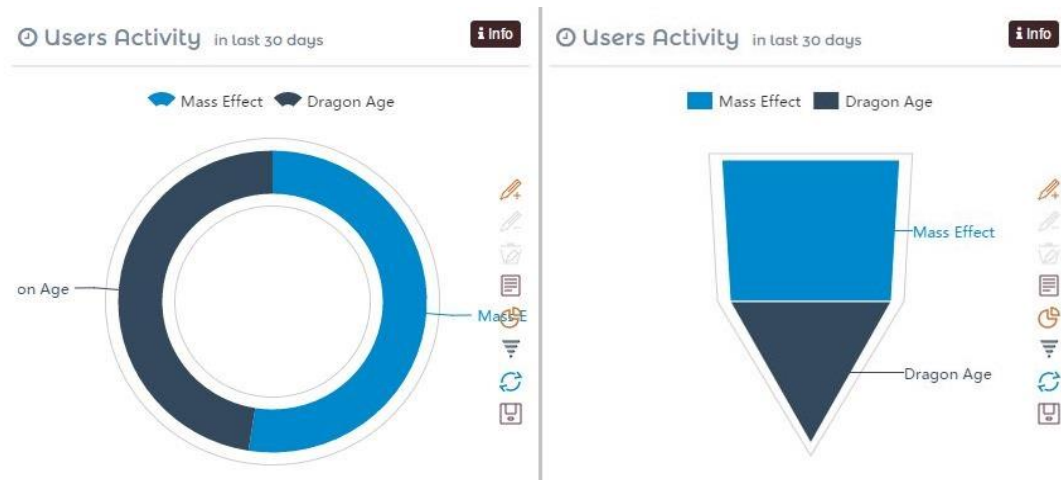 Users Activity in last 30 days
Info
Mass Effect Dragon Age
on Age
Mass E
Users Activity in last 30 days
Info
Mass Effect Dragon Age
Mass Effect
Dragon Age